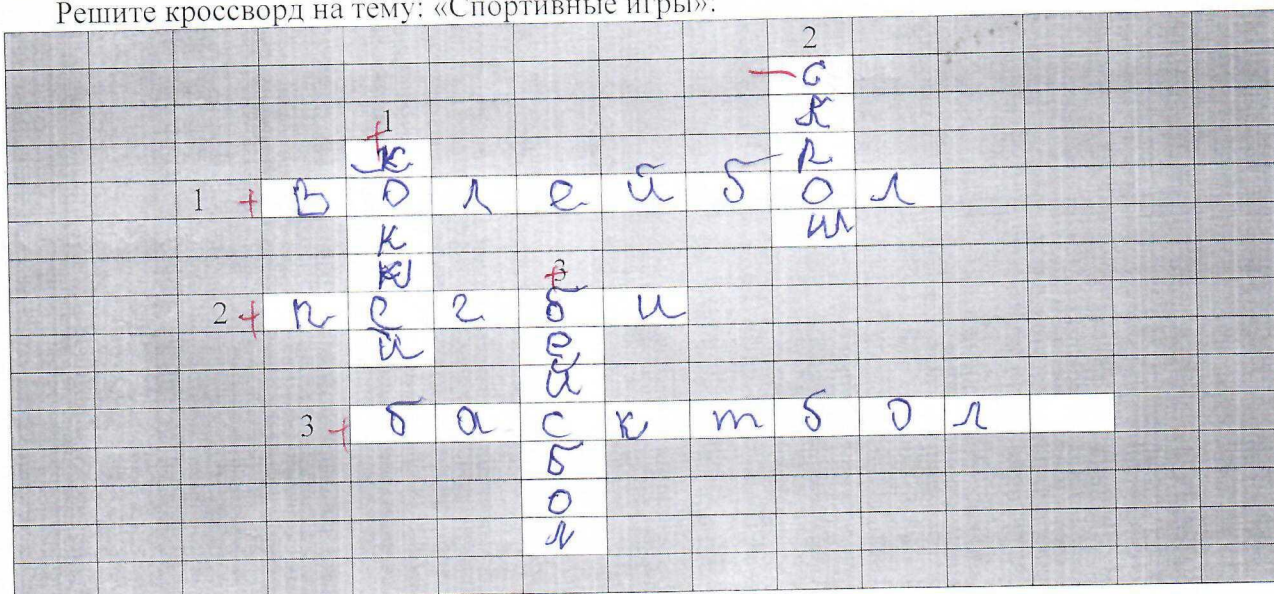 Решите кроссворд на тему: «Спортивные игры».
2
– С
+ 1 К
К Р
1 + В о л е й б о л
к ш
к + 3
2 + р е г б и
й е
й
3 + б а с к т б о л
б
о
л